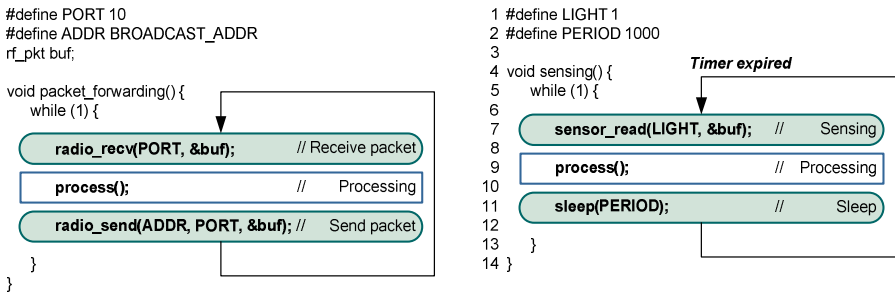 #define PORT 10
#define ADDR BROADCAST_ADDR
rf_pkt buf;
void packet_forwarding() {
while (1) {
radio_recv(PORT, &buf); // Receive packet
process(); // Processing
radio_send(ADDR, PORT, &buf); // Send packet
}
}
1 #define LIGHT 1
2 #define PERIOD 1000
3
Timer expired
4 void sensing() {
5 while (1) {
6
7 sensor_read(LIGHT, &buf); // Sensing
8
9 process(); // Processing
10
11 sleep(PERIOD); // Sleep
12
13 }
14 }